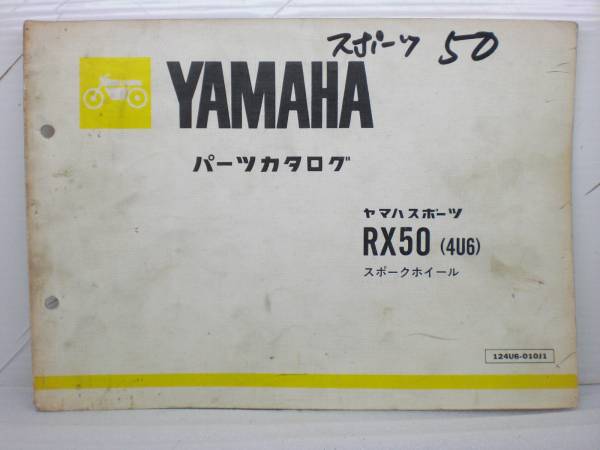 スポーツ 50
YAMAHA
パーツカタログ
ヤマハスポーツ
RX50 (4U6)
スポークホイール
124U6-010J1